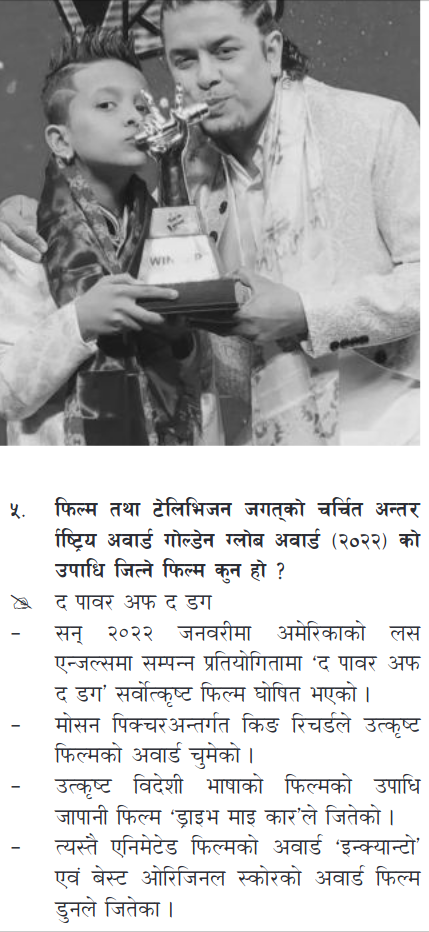 WINNER
५. फिल्म तथा टेलिभिजन जगत्को चर्चित अन्तर
र्ाष्ट्रिय अवार्ड गोल्डेन ग्लोब अवार्ड (२०२२) को
उपाधि जित्ने फिल्म कुन हो ?
द पावर अफ द डग
- सन् २०२२ जनवरीमा अमेरिकाको लस
एन्जल्समा सम्पन्न प्रतियोगितामा ‘द पावर अफ
द डग’ सर्वोत्कृष्ट फिल्म घोषित भएको ।
- मोसन पिक्चरअन्तर्गत किङ रिचर्डले उत्कृष्ट
फिल्मको अवार्ड चुमेको ।
- उत्कृष्ट विदेशी भाषाको फिल्मको उपाधि
जापानी फिल्म ‘ड्राइभ माइ कार’ले जितेको ।
- त्यस्तै एनिमेटेड फिल्मको अवार्ड ‘इन्क्यान्टो’
एवं बेस्ट ओरिजिनल स्कोरको अवार्ड फिल्म
डुनले जितेका ।